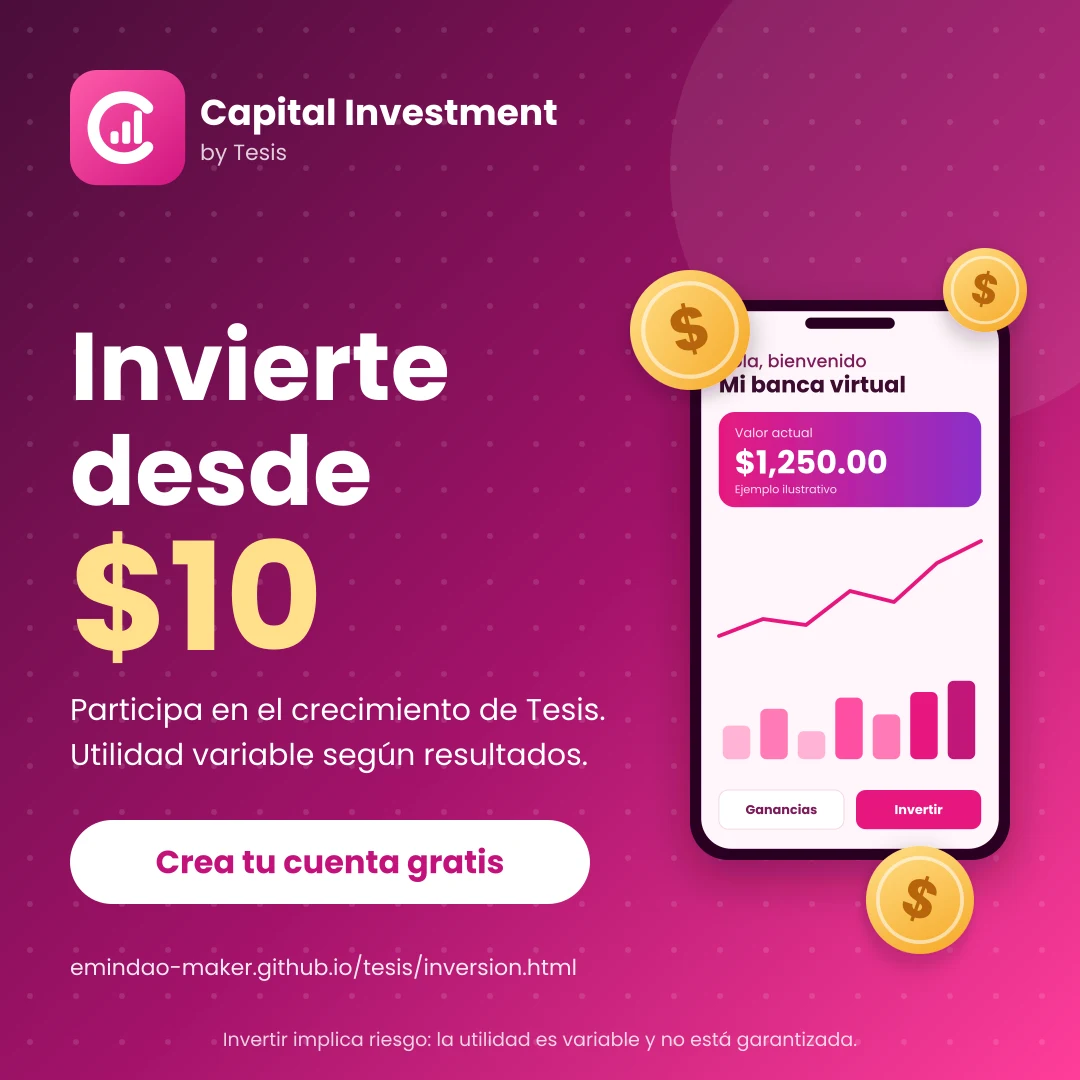 Capital Investment
by Tesis
Invierte
desde
$10
Participa en el crecimiento de Tesis.
Utilidad variable según resultados.
Crea tu cuenta gratis
emindao-maker.github.io/tesis/inversion.html
$
$
bienvenido
Mi banca virtual
Valor actual
$1,250.00
Ejemplo ilustrativo
Ganancias
Invertir
$
Invertir implica riesgo: la utilidad es variable y no está garantizada.